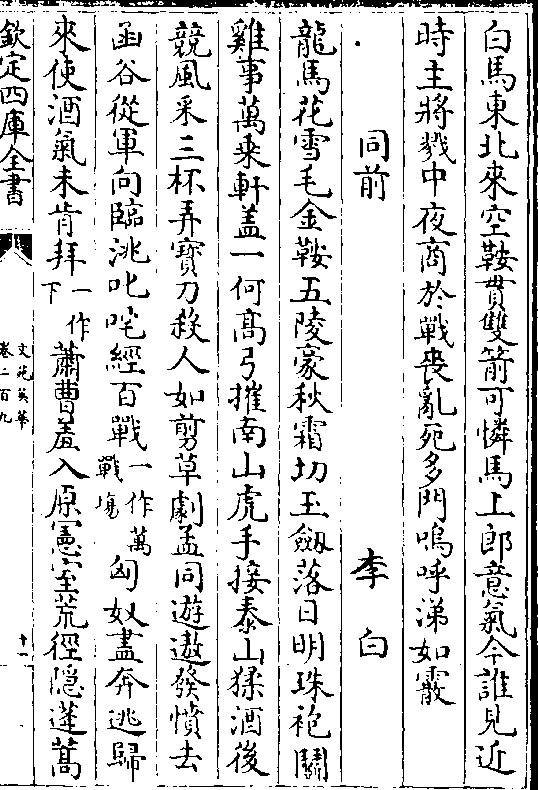 白馬東北來空鞍貫雙箭可憐馬上郎意氣今誰見近
時主將戮中夜商於戰喪亂死多門嗚呼涕如霰
同前　李白
龍馬花雪毛金鞍五陵豪秋霜切玉劔落日明珠袍鬭
雞事萬乘軒盖一何髙弓摧南山虎手接泰山猱酒後
競風采三杯弄寶刀殺人如剪草劇孟同遊遨發憤去
函谷從軍向臨洮叱咤經百戰一作萬戰塲匈奴盡奔逃歸
來使酒氣未肯拜一作下蕭曹羞入原憲室荒徑隠蓬蒿
欽定四庫全書
文苑英華
卷二百九
十一